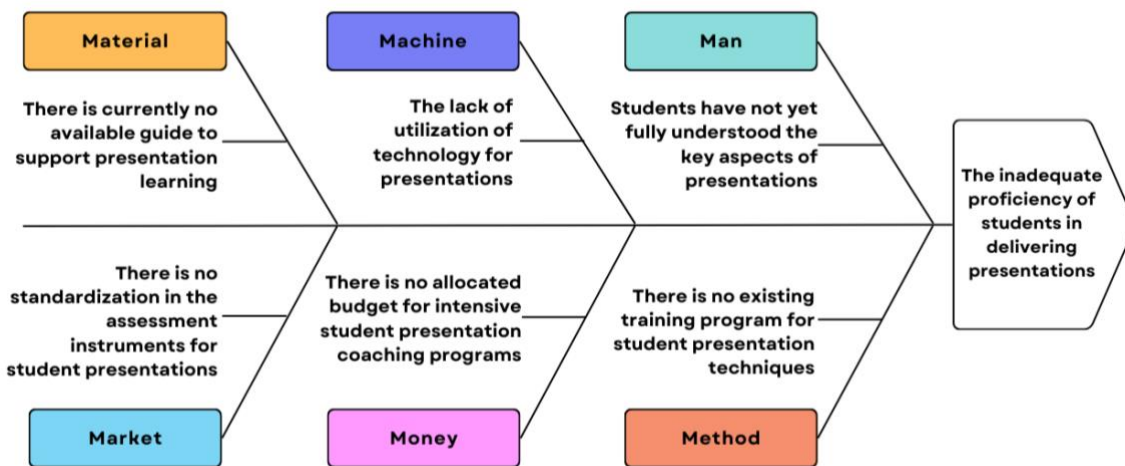 Material
There is currently no
available guide to
support presentation
learning
Machine
The lack of
utilization of
technology for
presentations
Man
Students have not yet
fully understood the
key aspects of
presentations
The inadequate
proficiency of
students in
delivering
presentations
There is no
standardization in the
assessment
instruments for
student presentations
Market
There is no allocated
budget for intensive
student presentation
coaching programs
Money
There is no existing
training program for
student presentation
techniques
Method